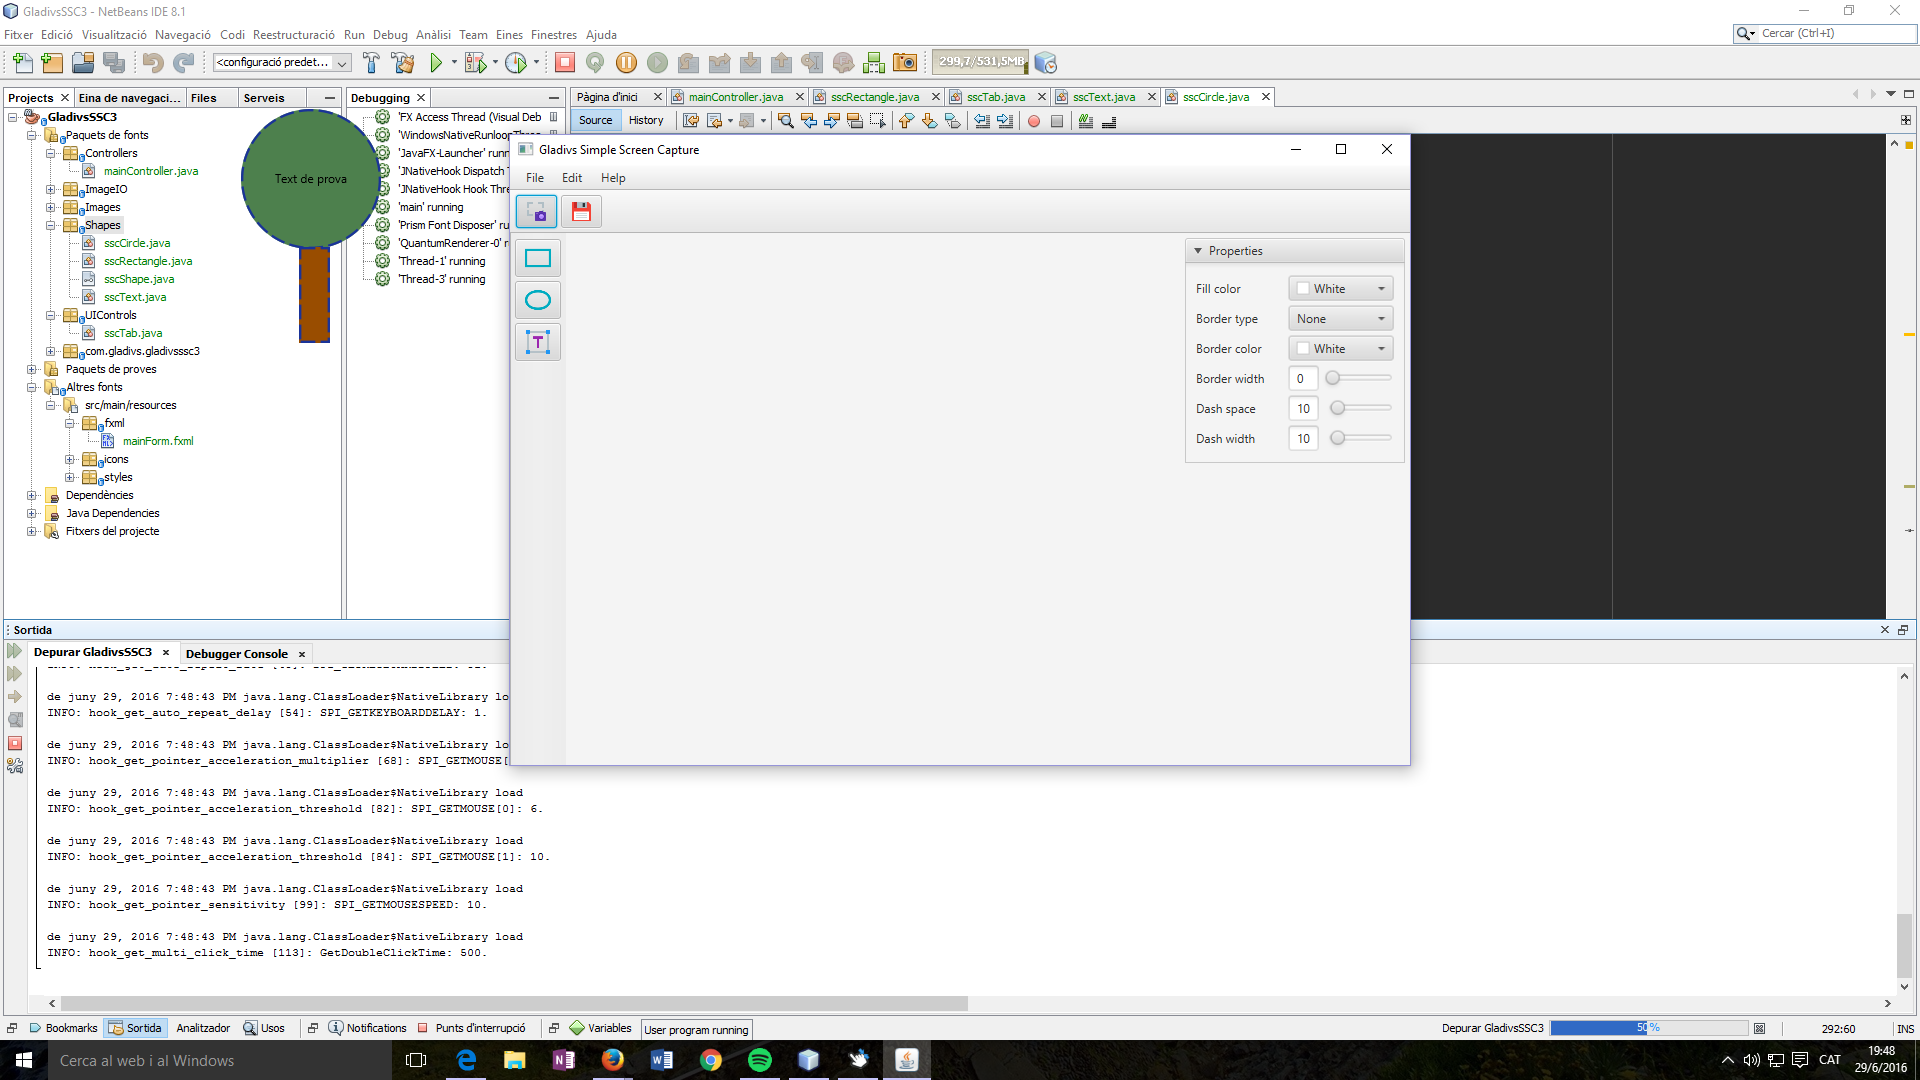 GladivsSSC3 - NetBeans IDE 8.1
Fitxer Edició Visualització Navegació Codi Reestructuració Run Debug Anàlisi Team Eines Finestres Ajuda
Cercar (Ctrl+I)
<configuració predet...
299,7/531,5MB
Projects
Eina de navegaci...
Files
Serveis
Debugging
Pàgina d'inici
mainController.java
sscRectangle.java
sscTab.java
sscText.java
sscCircle.java
Source
History
GladivsSSC3
Paquets de fonts
Controllers
mainController.java
ImageIO
Images
Shapes
sscCircle.java
sscRectangle.java
sscShape.java
sscText.java
UIControls
sscTab.java
com.gladivs.gladivsssc3
Paquets de proves
Altres fonts
src/main/resources
fxml
mainForm.fxml
icons
styles
Dependències
Java Dependencies
Fitxers del projecte
Text de prova
'FX Access Thread (Visual Deb
'WindowsNativeRunloopThrea
'JavaFX-Launcher' runn
'JNativeHook Dispatch T
'JNativeHook Hook Thre
'main' running
'Prism Font Disposer' ru
'QuantumRenderer-0' r
'Thread-1' running
'Thread-3' running
Gladivs Simple Screen Capture
File Edit Help
T
Properties
Fill color White
Border type None
Border color White
Border width 0
Dash space 10
Dash width 10
Sortida
Depurar GladivsSSC3
Debugger Console
de juny 29, 2016 7:48:43 PM java.lang.ClassLoader$NativeLibrary lo
INFO: hook_get_auto_repeat_delay [54]: SPI_GETKEYBOARDDELAY: 1.
de juny 29, 2016 7:48:43 PM java.lang.ClassLoader$NativeLibrary lo
INFO: hook_get_pointer_acceleration_multiplier [68]: SPI_GETMOUSE[
de juny 29, 2016 7:48:43 PM java.lang.ClassLoader$NativeLibrary load
INFO: hook_get_pointer_acceleration_threshold [82]: SPI_GETMOUSE[0]: 6.
de juny 29, 2016 7:48:43 PM java.lang.ClassLoader$NativeLibrary load
INFO: hook_get_pointer_acceleration_threshold [84]: SPI_GETMOUSE[1]: 10.
de juny 29, 2016 7:48:43 PM java.lang.ClassLoader$NativeLibrary load
INFO: hook_get_pointer_sensitivity [99]: SPI_GETMOUSESPEED: 10.
de juny 29, 2016 7:48:43 PM java.lang.ClassLoader$NativeLibrary load
INFO: hook_get_multi_click_time [113]: GetDoubleClickTime: 500.
Bookmarks Sortida Analitzador Usos Notifications Punts d'interrupció Variables User program running
Depurar GladivsSSC3 50% 292:60 INS
Cerca al web i al Windows
CAT
19:48
29/6/2016